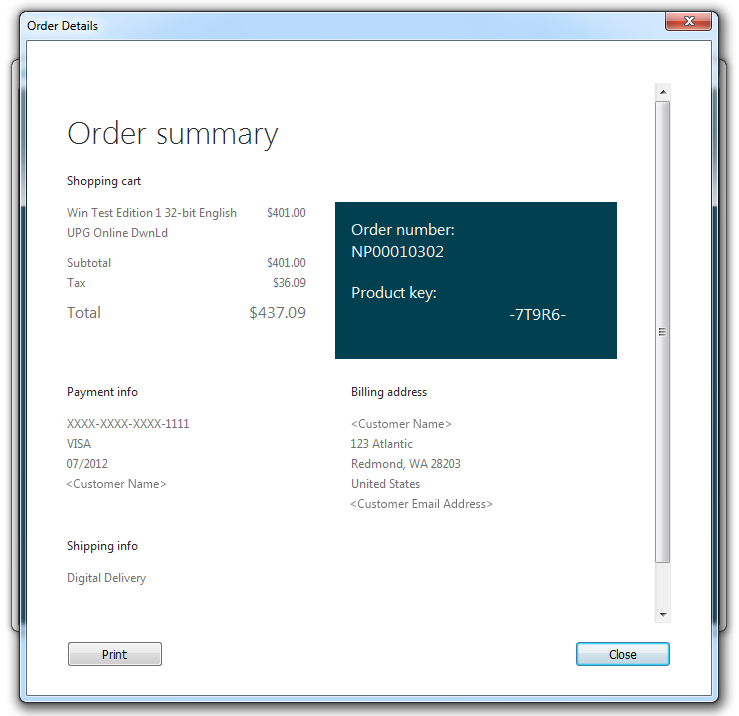 Order Details
Order summary
Shopping cart
Win Test Edition 1 32-bit English $401.00
UPG Online DwnLd
Subtotal $401.00
Tax $36.09
Total $437.09
Order number:
NP00010302
Product key:
-7T9R6-
Payment info
XXXX-XXXX-XXXX-1111
VISA
07/2012
<Customer Name>
Billing address
<Customer Name>
123 Atlantic
Redmond, WA 28203
United States
<Customer Email Address>
Shipping info
Digital Delivery
Print
Close